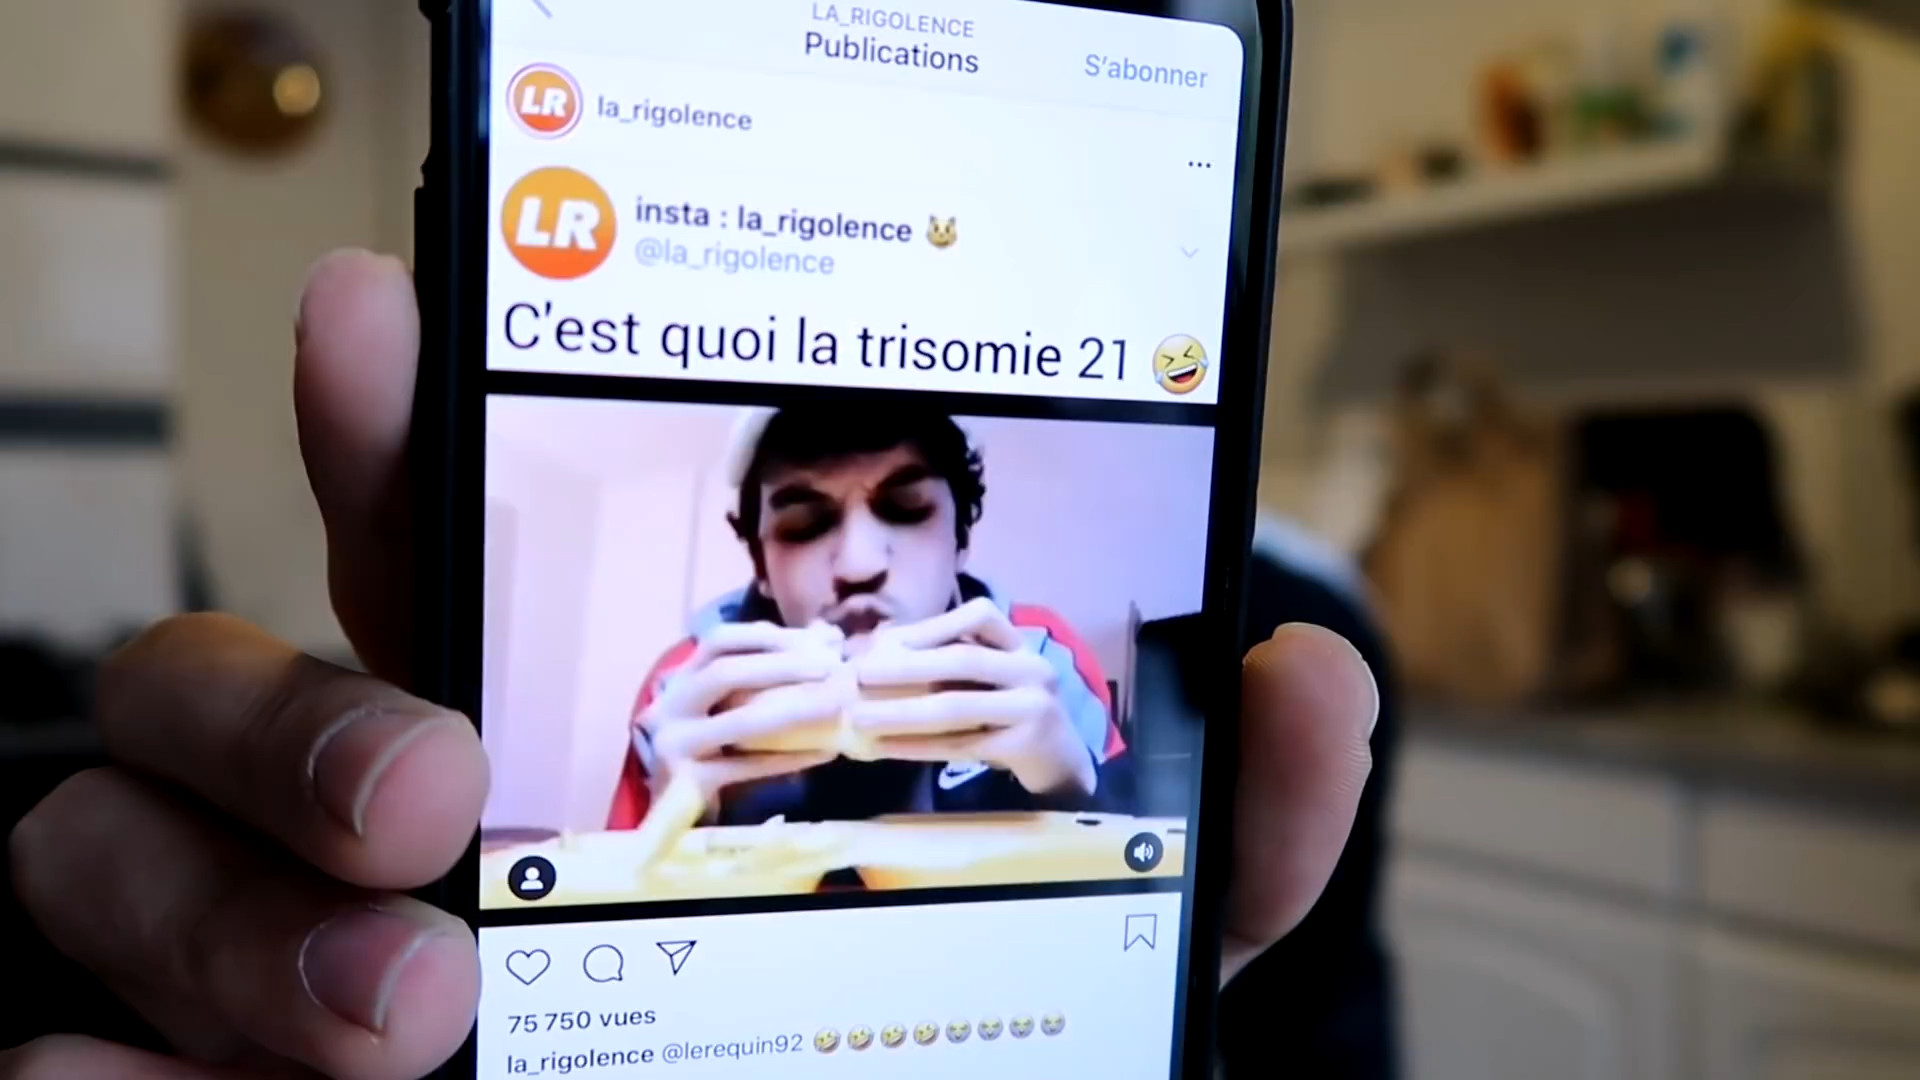 LA_RIGOLENCE
Publications
S'abonner
LR
la_rigolence
LR
insta : la_rigolence 😼
@la_rigolence
C'est quoi la trisomie 21 🤣
75 750 vues
la_rigolence @lerequin92 🤣🤣🤣🤣😂😂😂😂